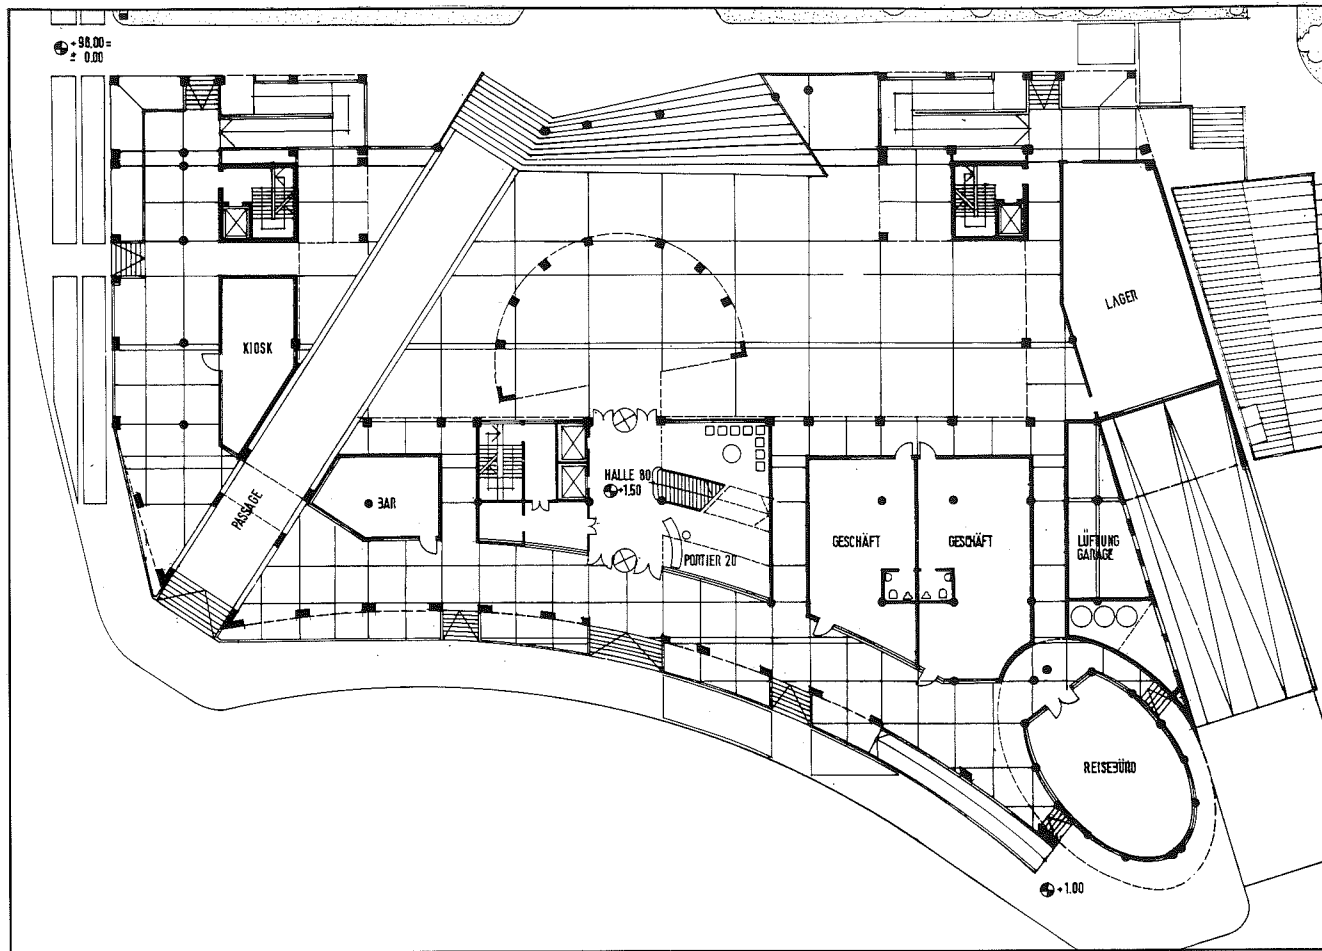 +98.00=
± 0.00
LAGER
KIOSK
PASSAGE
BAR
HALLE 80
+1.50
PORTIER 20
GESCHÄFT
GESCHÄFT
LÜFTUNG
GARAGE
REISEBÜRO
+1.00